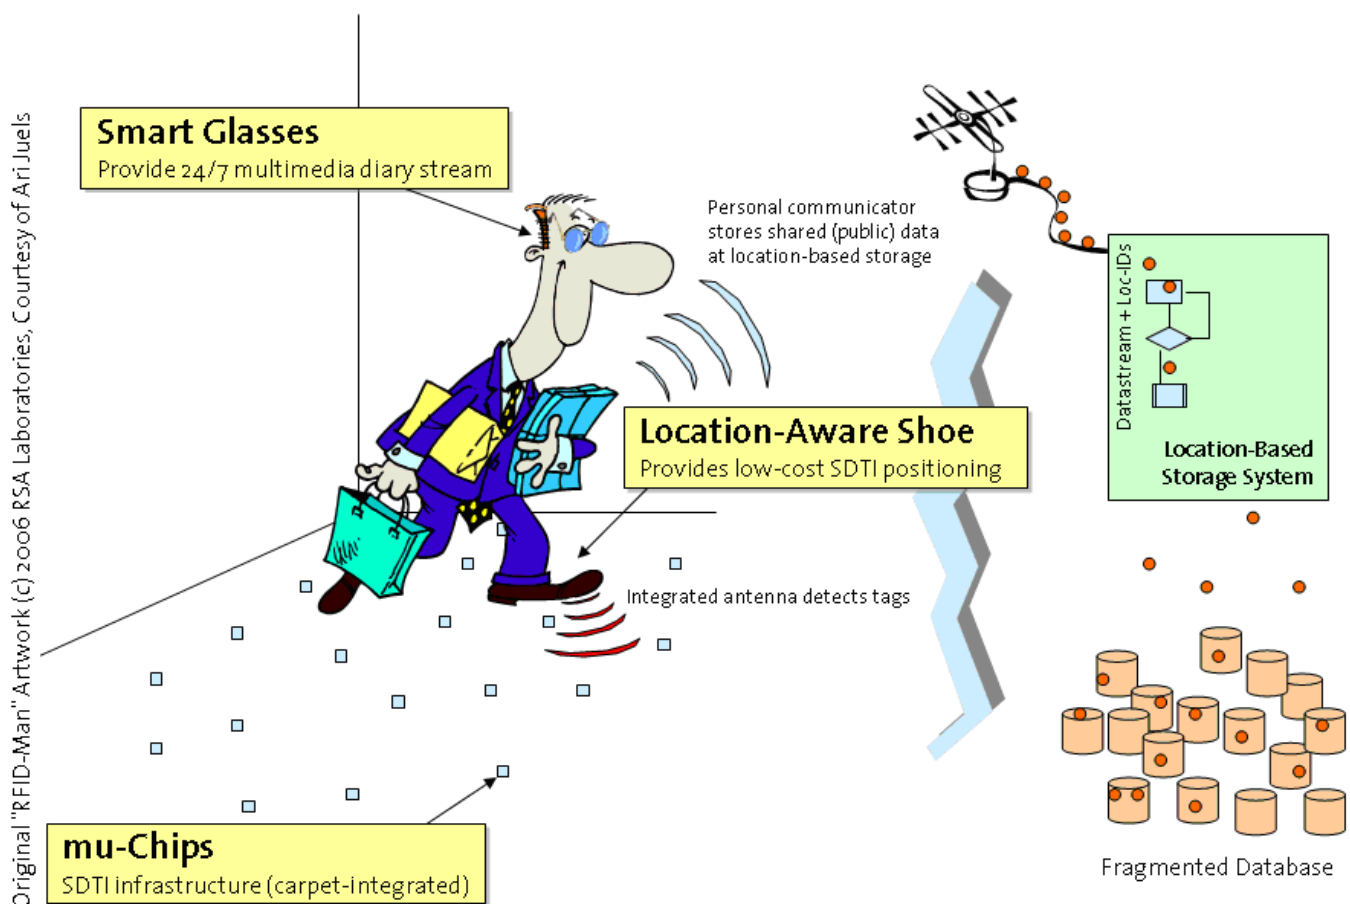 Original "RFID-Man" Artwork (c) 2006 RSA Laboratories, Courtesy of Ari Juels
Smart Glasses
Provide 24/7 multimedia diary stream
Personal communicator
stores shared (public) data
at location-based storage
Datastream + Loc-IDs
Location-Based
Storage System
Location-Aware Shoe
Provides low-cost SDTI positioning
Integrated antenna detects tags
mu-Chips
SDTI infrastructure (carpet-integrated)
Fragmented Database